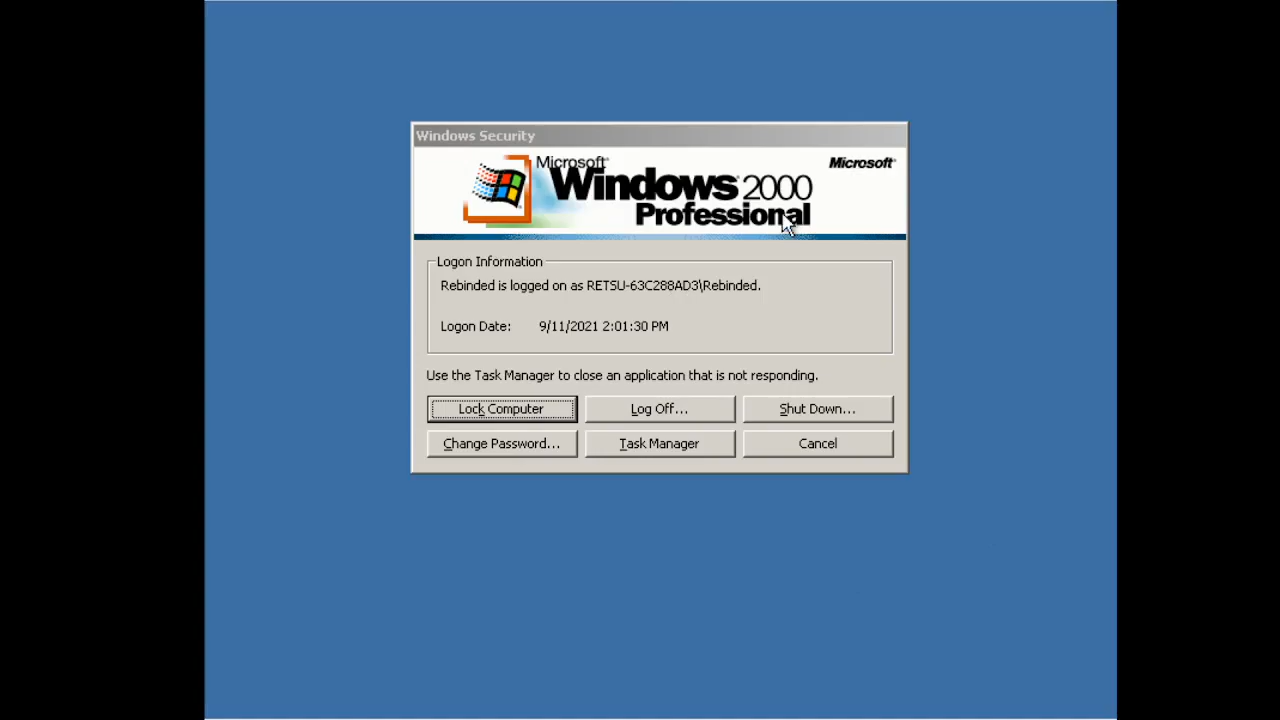 Windows Security
Microsoft®
Windows® 2000
Professional
Microsoft®
Logon Information
Rebinded is logged on as RETSU-63C288AD3\Rebinded.
Logon Date: 9/11/2021 2:01:30 PM
Use the Task Manager to close an application that is not responding.
Lock Computer Log Off... Shut Down...
Change Password... Task Manager Cancel